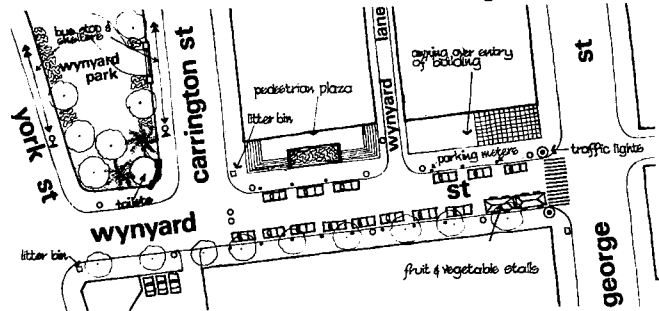 bus stop &
shelters
wynyard
park
carrington st
york st
toilets
wynyard
st
litter bin
pedestrian plaza
litter bin
lane
wynyard
awning over entry
of building
parking meters
traffic lights
st
george
fruit & vegetable stalls